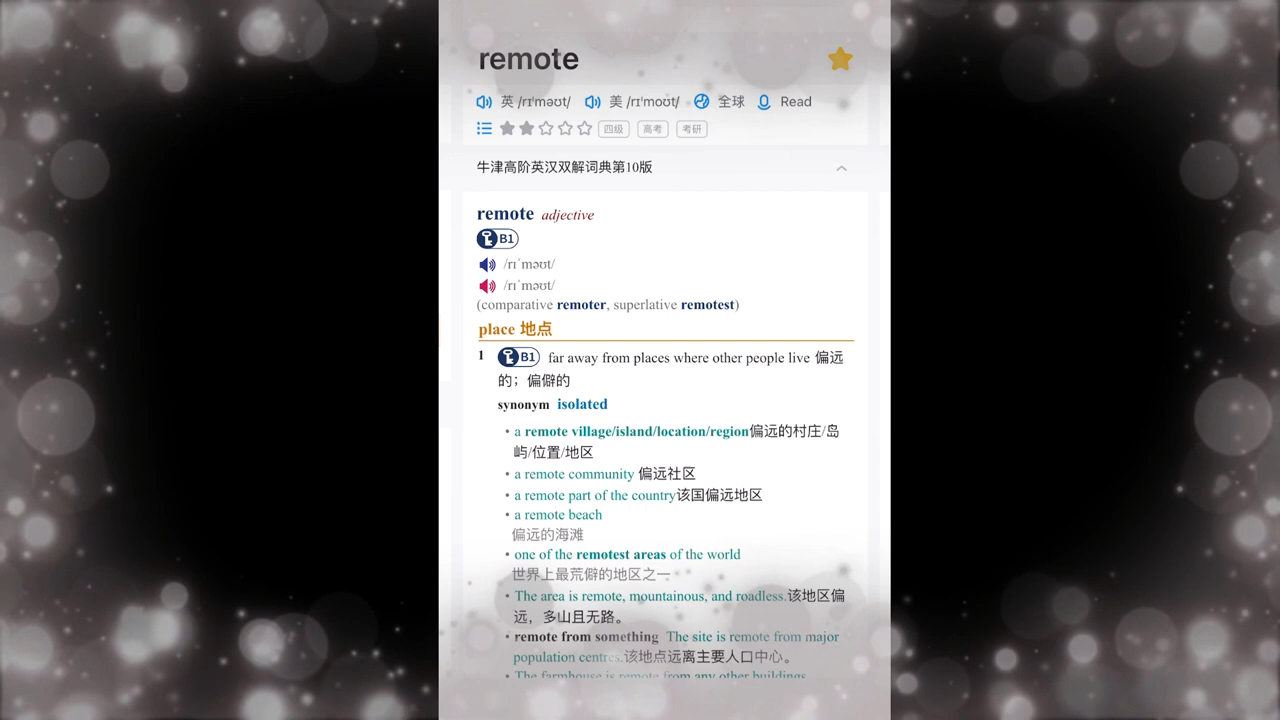 remote
英 /rɪ'məʊt/ 美 /rɪ'moʊt/ 全球 Read
四级 高考 考研
牛津高阶英汉双解词典第10版
remote adjective
B1
/rɪˈməʊt/
/rɪˈməʊt/
(comparative remoter, superlative remotest)
place 地点
1 B1 far away from places where other people live 偏远
的；偏僻的
synonym isolated
• a remote village/island/location/region偏远的村庄/岛
屿/位置/地区
• a remote community 偏远社区
• a remote part of the country该国偏远地区
• a remote beach
偏远的海滩
• one of the remotest areas of the world
世界上最荒僻的地区之一
• The area is remote, mountainous, and roadless.该地区偏
远，多山且无路。
• remote from something The site is remote from major
population centres.该地点远离主要人口中心。
• The farmhouse is remote from any other buildings